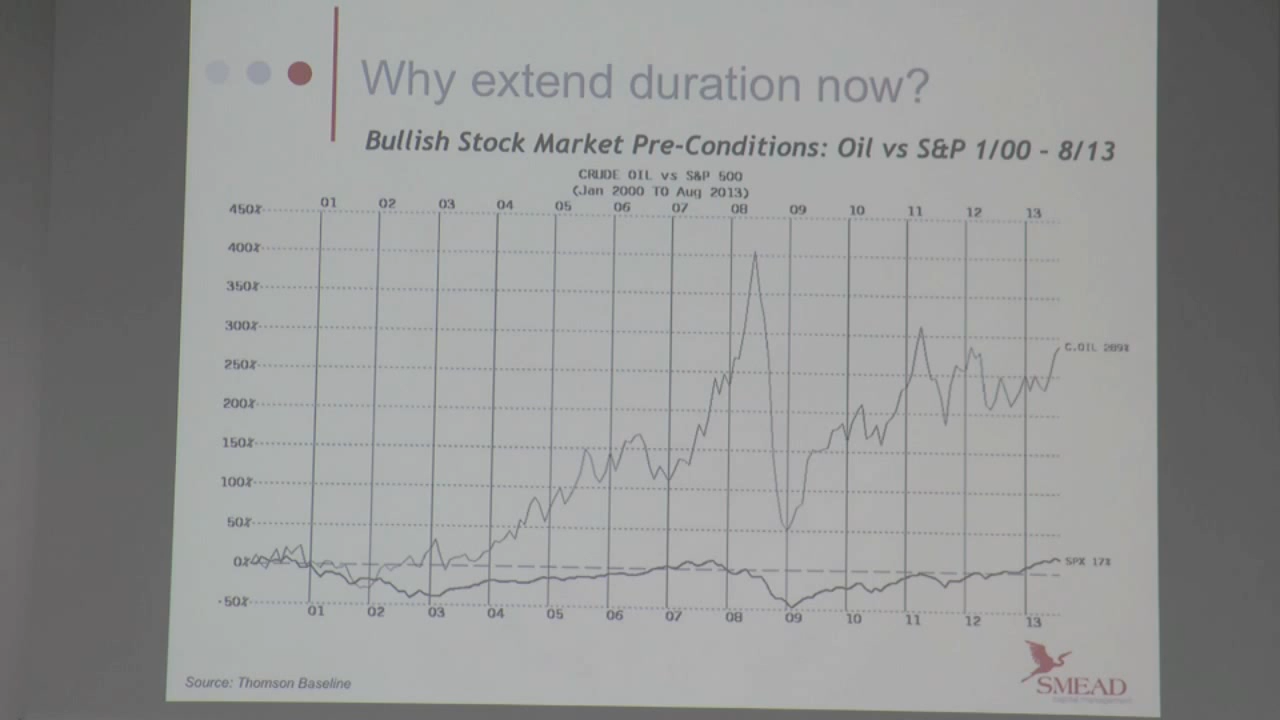 Why extend duration now?
Bullish Stock Market Pre-Conditions: Oil vs S&P 1/00 - 8/13
CRUDE OIL vs S&P 500
(Jan 2000 TO Aug 2013)
01 02 03 04 05 06 07 08 09 10 11 12 13
450%
400%
350%
300%
250%
200%
150%
100%
50%
0%
-50%
C.OIL 289%
SPX 17%
01 02 03 04 05 06 07 08 09 10 11 12 13
Source: Thomson Baseline
SMEAD
Capital Management